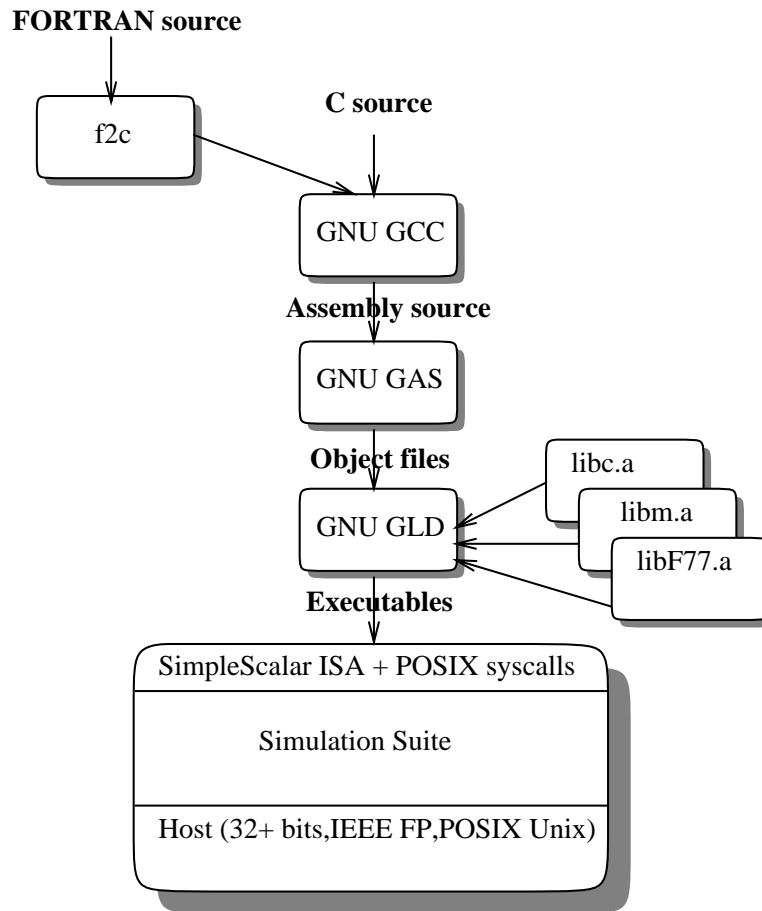 FORTRAN source
C source
f2c
GNU GCC
Assembly source
GNU GAS
Object files
libc.a
libm.a
GNU GLD
libF77.a
Executables
SimpleScalar ISA + POSIX syscalls
Simulation Suite
Host (32+ bits,IEEE FP,POSIX Unix)